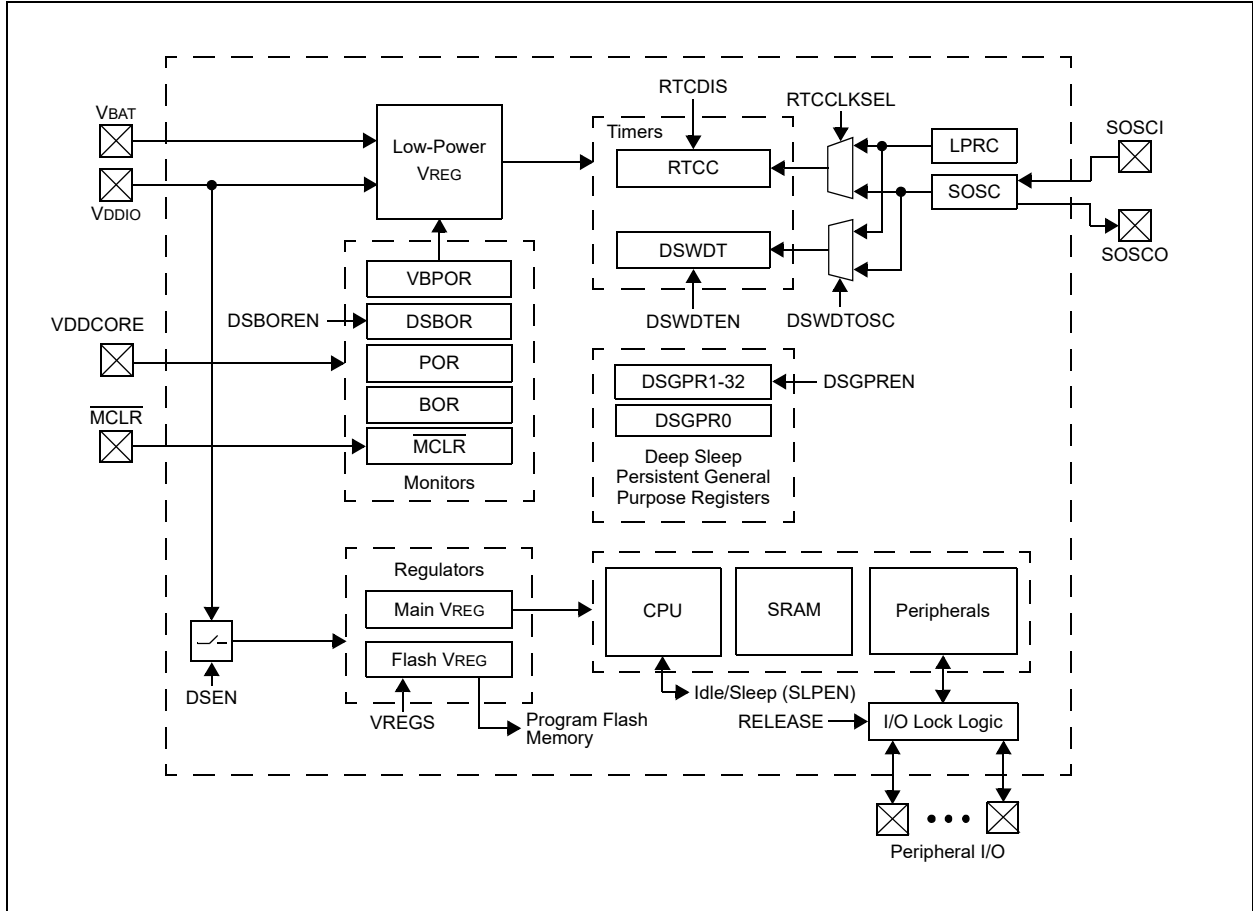 VBAT
VDDIO
VDDCORE
MCLR
Low-Power
VREG
DSBOREN
VBPOR
DSBOR
POR
BOR
MCLR
Monitors
RTCDIS
Timers
RTCC
DSWDT
DSWDTEN
RTCCLKSEL
DSWDTOSC
LPRC
SOSC
SOSCI
SOSCO
DSGPR1-32
DSGPREN
DSGPR0
Deep Sleep
Persistent General
Purpose Registers
DSEN
Regulators
Main VREG
Flash VREG
VREGS
Program Flash
Memory
CPU
SRAM
Peripherals
Idle/Sleep (SLPEN)
RELEASE
I/O Lock Logic
Peripheral I/O